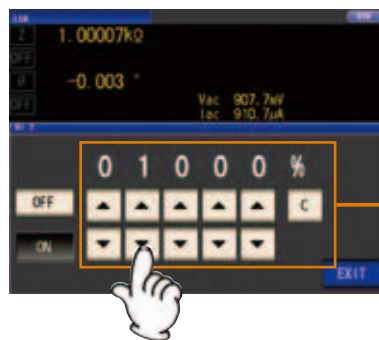 LCR
Z 1.00007kΩ
OFF
θ -0.003 °
OFF Vac 907.7mV
Iac 910.7μA
0 1 0 0 0 %
OFF C
ON
EXIT